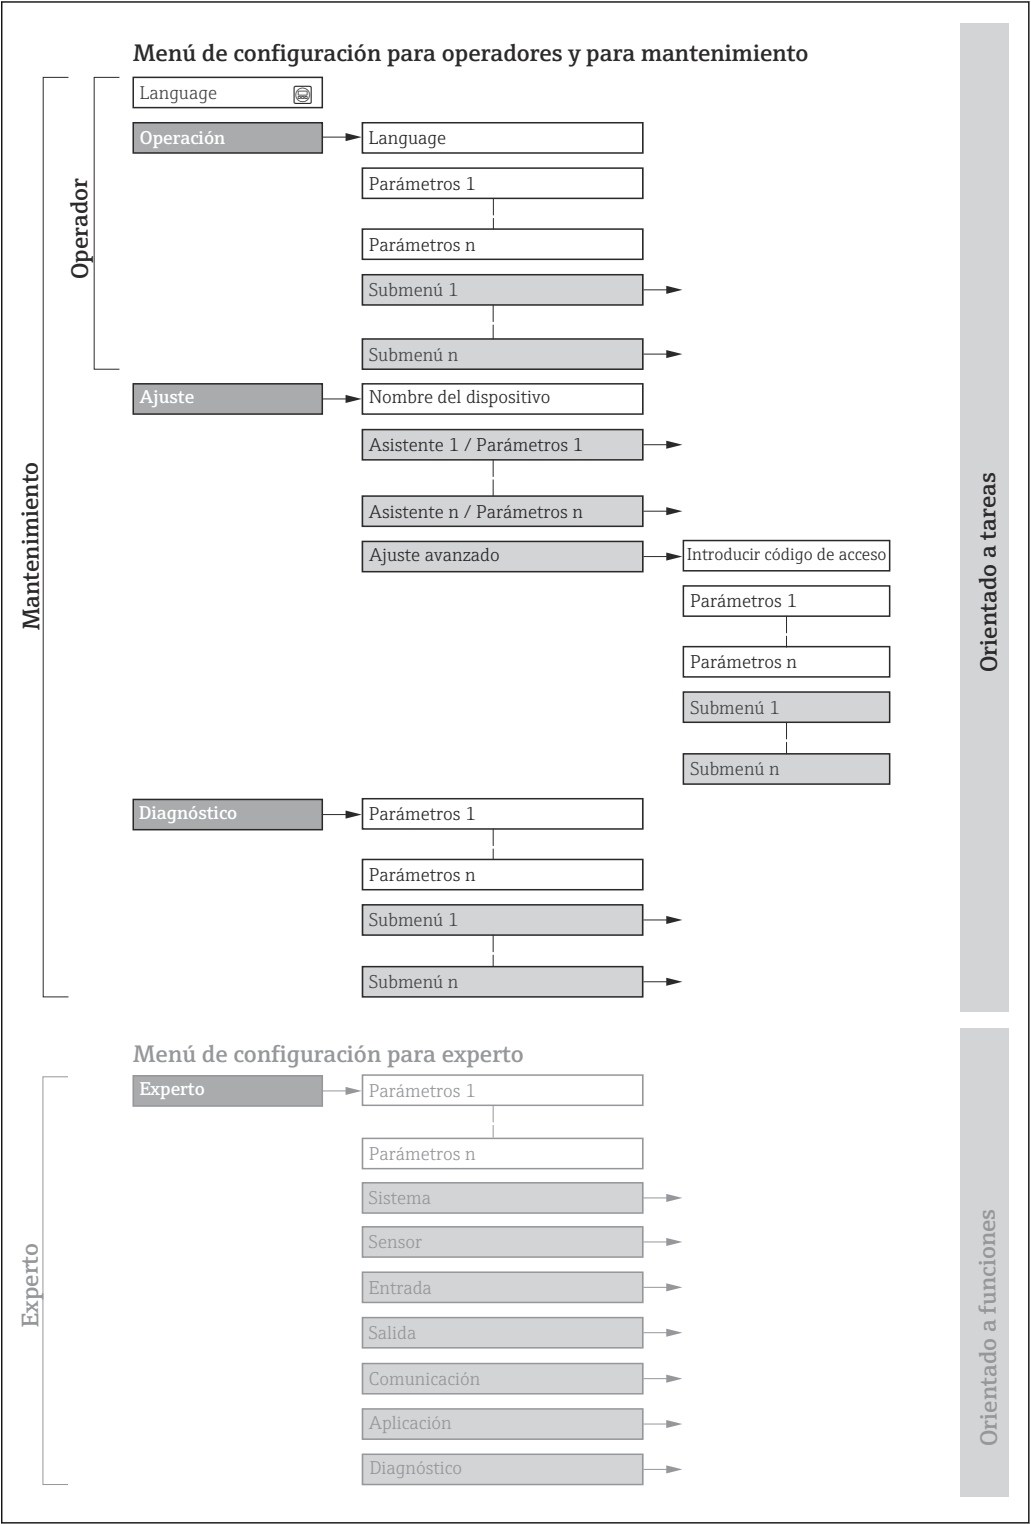 Menú de configuración para operadores y para mantenimiento
Language
Operación
Language
Parámetros 1
Parámetros n
Submenú 1
Submenú n
Operador
Ajuste
Nombre del dispositivo
Asistente 1 / Parámetros 1
Asistente n / Parámetros n
Ajuste avanzado
Introducir código de acceso
Parámetros 1
Parámetros n
Submenú 1
Submenú n
Mantenimiento
Orientado a tareas
Diagnóstico
Parámetros 1
Parámetros n
Submenú 1
Submenú n
Menú de configuración para experto
Experto
Parámetros 1
Parámetros n
Sistema
Sensor
Entrada
Salida
Comunicación
Aplicación
Diagnóstico
Experto
Orientado a funciones